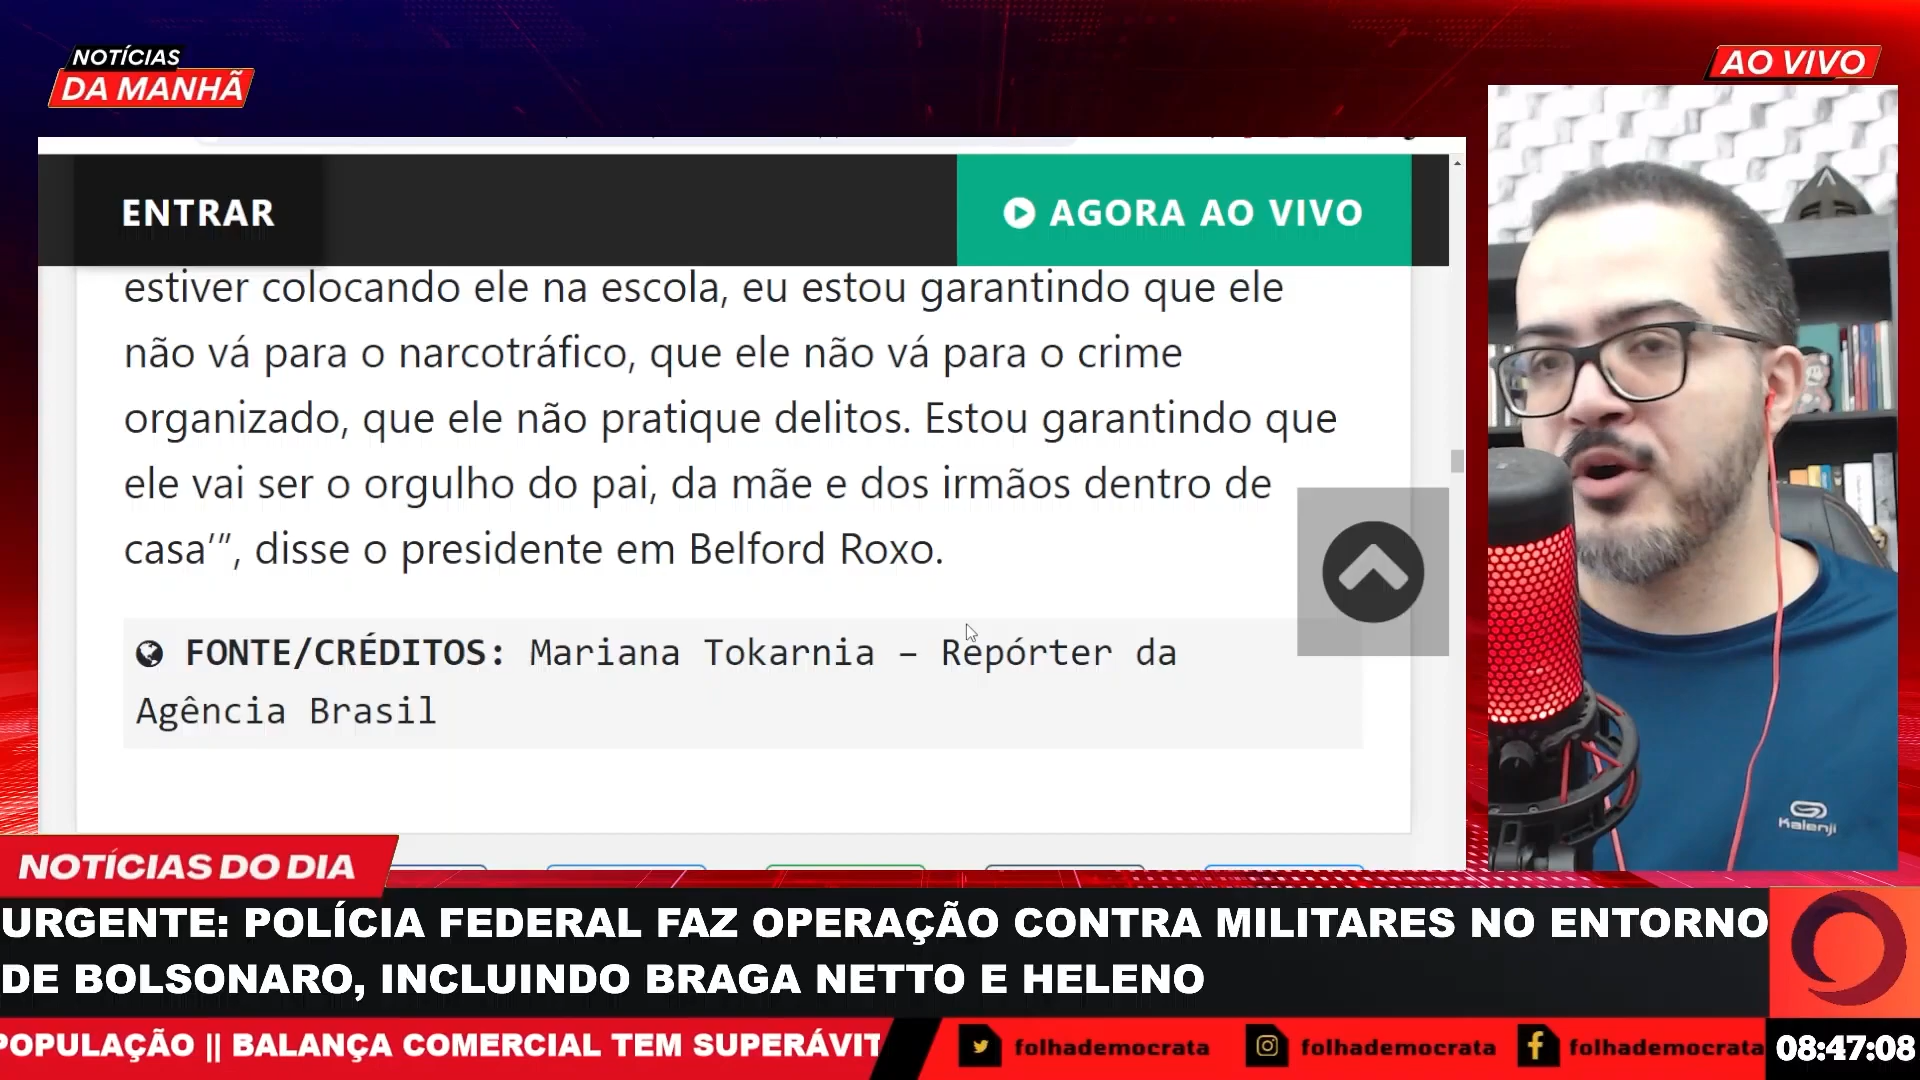 NOTÍCIAS
DA MANHÃ
AO VIVO
ENTRAR
AGORA AO VIVO
estiver colocando ele na escola, eu estou garantindo que ele
não vá para o narcotráfico, que ele não vá para o crime
organizado, que ele não pratique delitos. Estou garantindo que
ele vai ser o orgulho do pai, da mãe e dos irmãos dentro de
casa’”, disse o presidente em Belford Roxo.
FONTE/CRÉDITOS: Mariana Tokarnia – Repórter da
Agência Brasil
Kalenji
NOTÍCIAS DO DIA
URGENTE: POLÍCIA FEDERAL FAZ OPERAÇÃO CONTRA MILITARES NO ENTORNO
DE BOLSONARO, INCLUINDO BRAGA NETTO E HELENO
POPULAÇÃO || BALANÇA COMERCIAL TEM SUPERÁVIT
folhademocrata
folhademocrata
folhademocrata
08:47:08